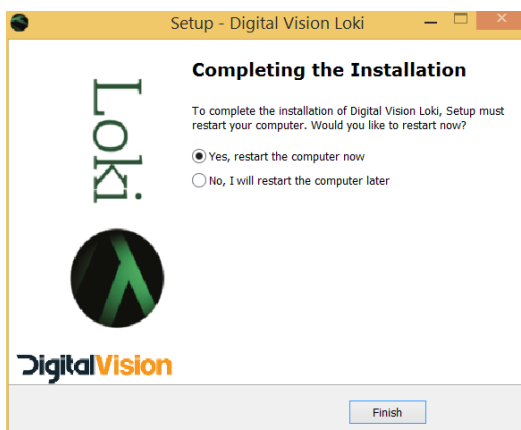 Setup - Digital Vision Loki
Loki
Completing the Installation
To complete the installation of Digital Vision Loki, Setup must
restart your computer. Would you like to restart now?
Yes, restart the computer now
No, I will restart the computer later
DigitalVision
Finish